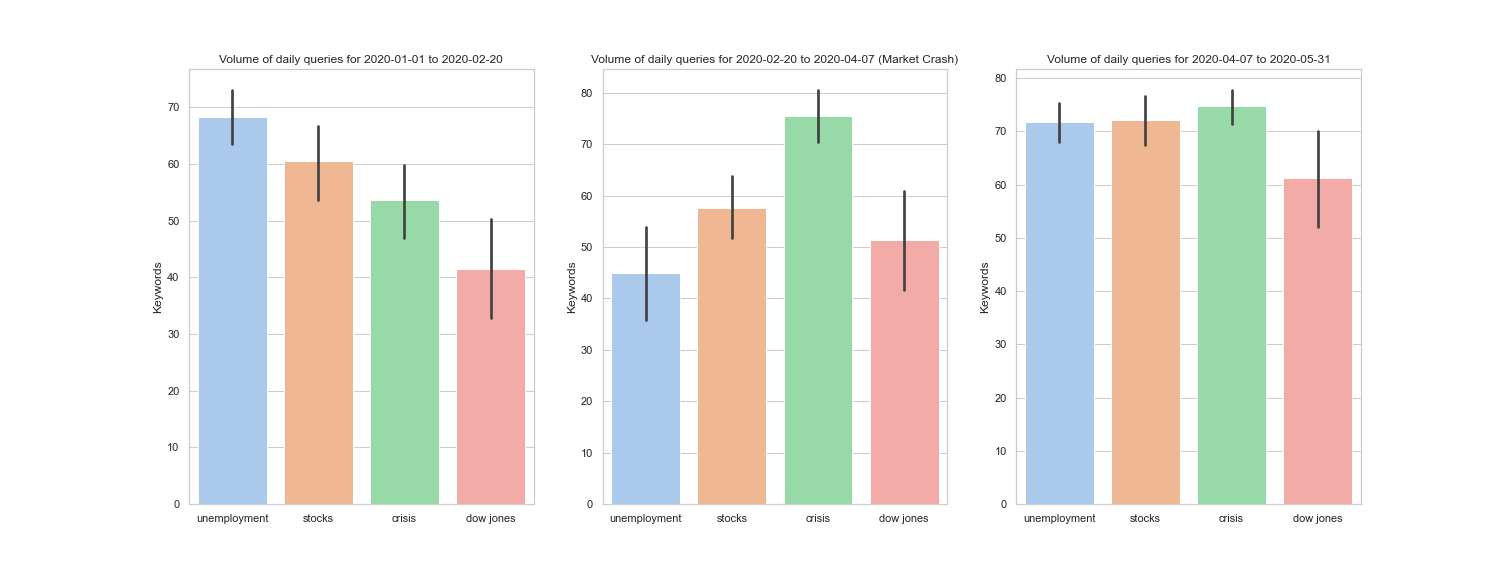 Volume of daily queries for 2020-01-01 to 2020-02-20
Keywords
70
60
50
40
30
20
10
0
unemployment stocks crisis dow jones
Volume of daily queries for 2020-02-20 to 2020-04-07 (Market Crash)
Keywords
80
70
60
50
40
30
20
10
0
unemployment stocks crisis dow jones
Volume of daily queries for 2020-04-07 to 2020-05-31
Keywords
80
70
60
50
40
30
20
10
0
unemployment stocks crisis dow jones